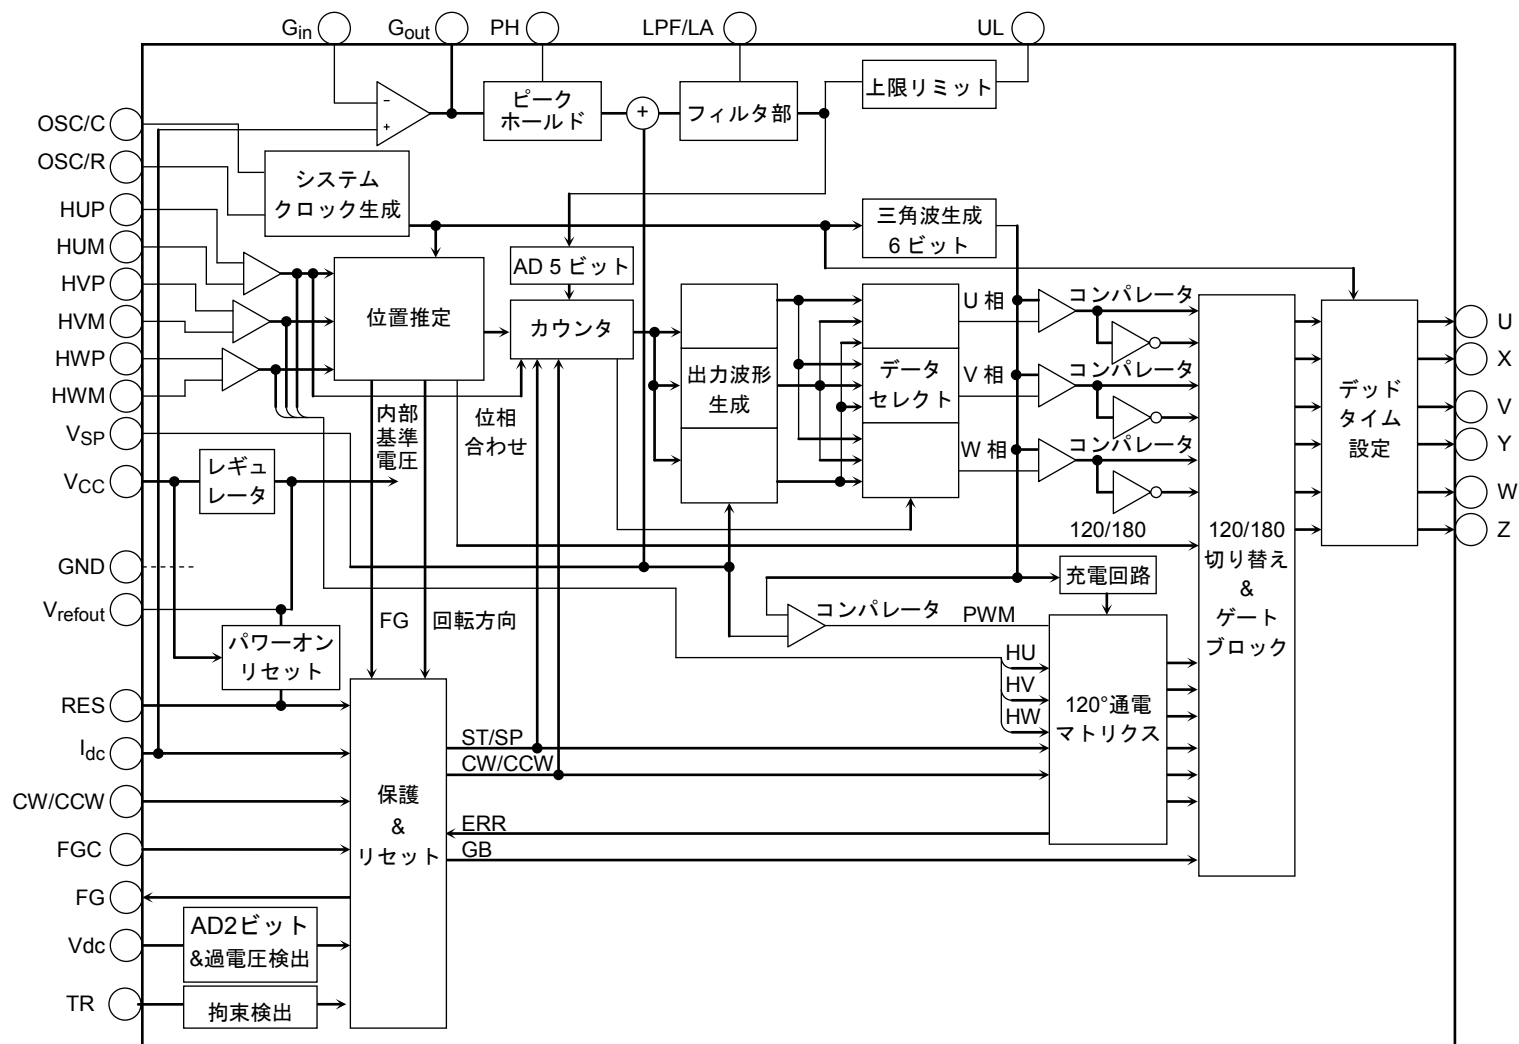 Gin
Gout
PH
LPF/LA
UL
OSC/C
OSC/R
HUP
HUM
HVP
HVM
HWP
HWM
VSP
VCC
GND
Vrefout
RES
Idc
CW/CCW
FGC
FG
Vdc
TR
−
+
ピーク
ホールド
+
フィルタ部
上限リミット
システム
クロック生成
三角波生成
6 ビット
AD 5 ビット
位置推定
カウンタ
出力波形
生成
データ
セレクト
U 相
V 相
W 相
コンパレータ
コンパレータ
コンパレータ
内部
基準
電圧
位相
合わせ
レギュ
レータ
120/180
120/180
切り替え
&
ゲート
ブロック
デッド
タイム
設定
U
X
V
Y
W
Z
充電回路
コンパレータ
PWM
FG
回転方向
パワーオン
リセット
HU
HV
HW
120°通電
マトリクス
ST/SP
CW/CCW
ERR
GB
保護
&
リセット
AD2ビット
&過電圧検出
拘束検出